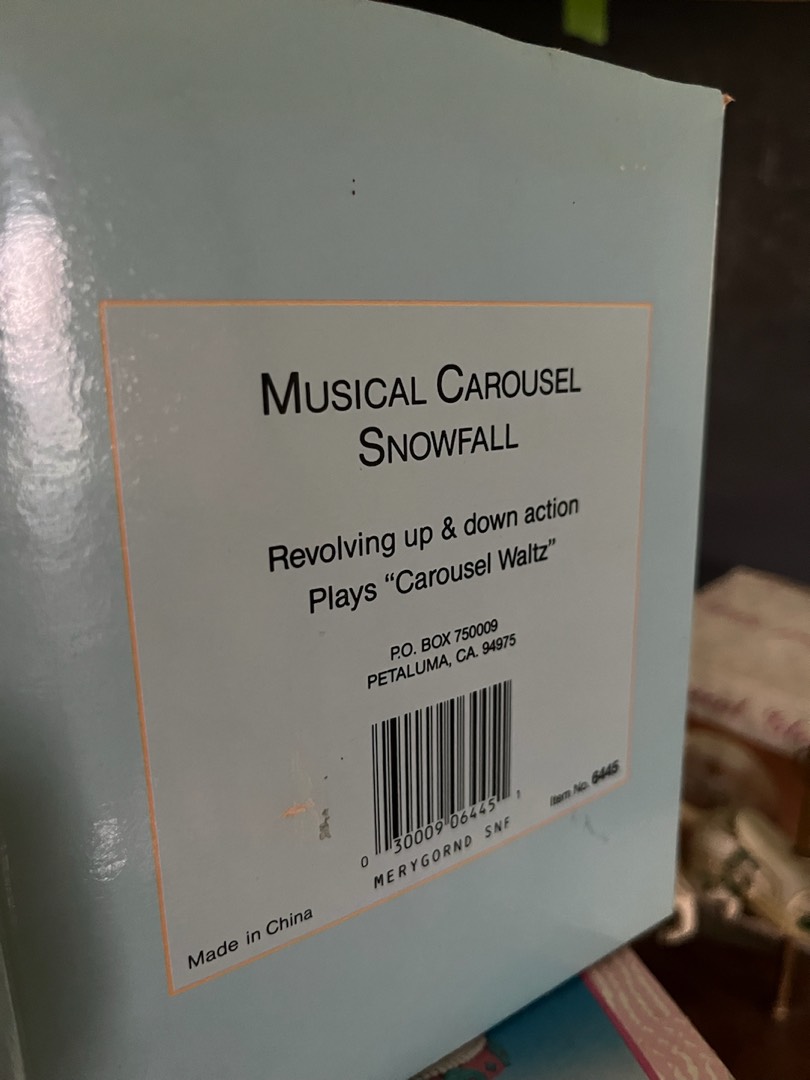 MUSICAL CAROUSEL
SNOWFALL
Revolving up & down action
Plays “Carousel Waltz”
P.O. BOX 750009
PETALUMA, CA. 94975
0 30009 06445 1
MERYGORND SNF
Item No. 6445
Made in China